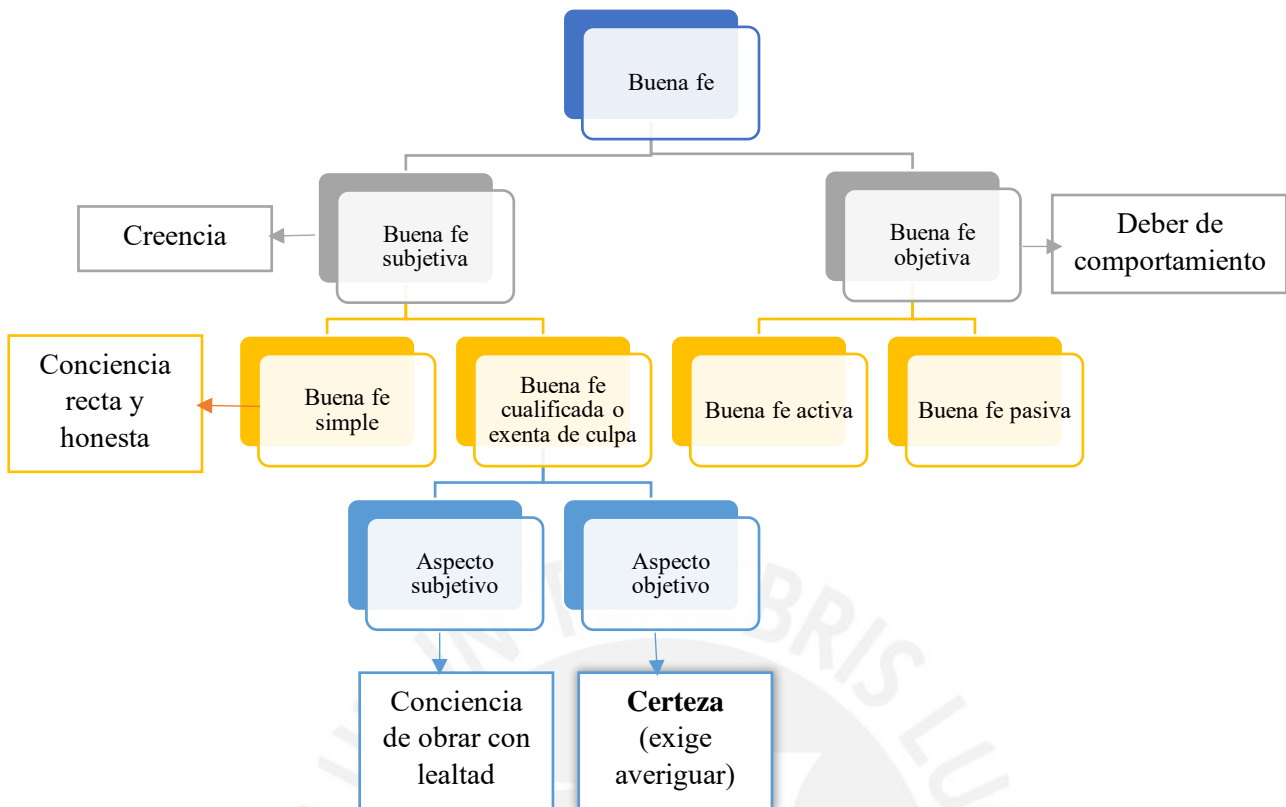 Buena fe
Creencia
Buena fe
subjetiva
Buena fe
objetiva
Deber de
comportamiento
Conciencia
recta y
honesta
Buena fe
simple
Buena fe
cualificada o
exenta de culpa
Buena fe activa
Buena fe pasiva
Aspecto
subjetivo
Aspecto
objetivo
Conciencia
de obrar con
lealtad
Certeza
(exige
averiguar)